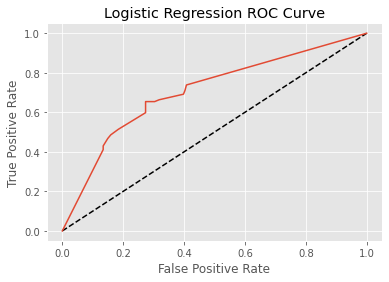 Logistic Regression ROC Curve
True Positive Rate
1.0
0.8
0.6
0.4
0.2
0.0
0.0 0.2 0.4 0.6 0.8 1.0
False Positive Rate